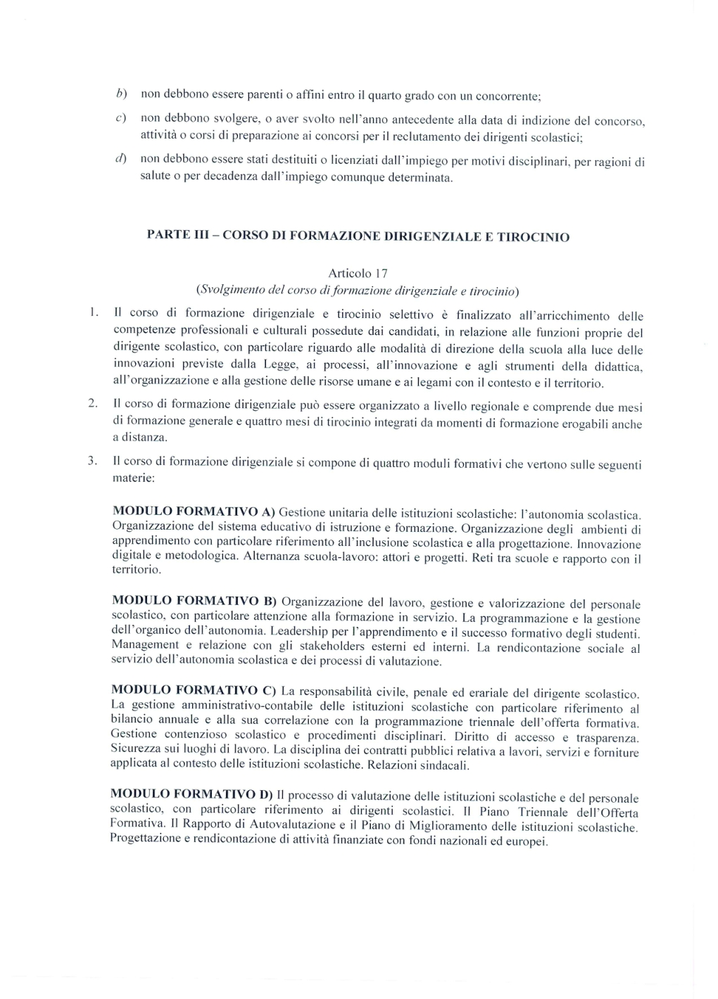 b) non debbono essere parenti o affini entro il quarto grado con un concorrente;
c) non debbono svolgere, o aver svolto nell'anno antecedente alla data di indizione del concorso,
attività o corsi di preparazione ai concorsi per il reclutamento dei dirigenti scolastici;
d) non debbono essere stati destituiti o licenziati dall'impiego per motivi disciplinari, per ragioni di
salute o per decadenza dall'impiego comunque determinata.
PARTE III – CORSO DI FORMAZIONE DIRIGENZIALE E TIROCINIO
Articolo 17
(Svolgimento del corso di formazione dirigenziale e tirocinio)
1. Il corso di formazione dirigenziale e tirocinio selettivo è finalizzato all'arricchimento delle
competenze professionali e culturali possedute dai candidati, in relazione alle funzioni proprie del
dirigente scolastico, con particolare riguardo alle modalità di direzione della scuola alla luce delle
innovazioni previste dalla Legge, ai processi, all'innovazione e agli strumenti della didattica,
all'organizzazione e alla gestione delle risorse umane e ai legami con il contesto e il territorio.
2. Il corso di formazione dirigenziale può essere organizzato a livello regionale e comprende due mesi
di formazione generale e quattro mesi di tirocinio integrati da momenti di formazione erogabili anche
a distanza.
3. Il corso di formazione dirigenziale si compone di quattro moduli formativi che vertono sulle seguenti
materie:
MODULO FORMATIVO A) Gestione unitaria delle istituzioni scolastiche: l'autonomia scolastica.
Organizzazione del sistema educativo di istruzione e formazione. Organizzazione degli ambienti di
apprendimento con particolare riferimento all'inclusione scolastica e alla progettazione. Innovazione
digitale e metodologica. Alternanza scuola-lavoro: attori e progetti. Reti tra scuole e rapporto con il
territorio.
MODULO FORMATIVO B) Organizzazione del lavoro, gestione e valorizzazione del personale
scolastico, con particolare attenzione alla formazione in servizio. La programmazione e la gestione
dell'organico dell'autonomia. Leadership per l'apprendimento e il successo formativo degli studenti.
Management e relazione con gli stakeholders esterni ed interni. La rendicontazione sociale al
servizio dell'autonomia scolastica e dei processi di valutazione.
MODULO FORMATIVO C) La responsabilità civile, penale ed erariale del dirigente scolastico.
La gestione amministrativo-contabile delle istituzioni scolastiche con particolare riferimento al
bilancio annuale e alla sua correlazione con la programmazione triennale dell'offerta formativa.
Gestione contenzioso scolastico e procedimenti disciplinari. Diritto di accesso e trasparenza.
Sicurezza sui luoghi di lavoro. La disciplina dei contratti pubblici relativa a lavori, servizi e forniture
applicata al contesto delle istituzioni scolastiche. Relazioni sindacali.
MODULO FORMATIVO D) Il processo di valutazione delle istituzioni scolastiche e del personale
scolastico, con particolare riferimento ai dirigenti scolastici. Il Piano Triennale dell'Offerta
Formativa. Il Rapporto di Autovalutazione e il Piano di Miglioramento delle istituzioni scolastiche.
Progettazione e rendicontazione di attività finanziate con fondi nazionali ed europei.